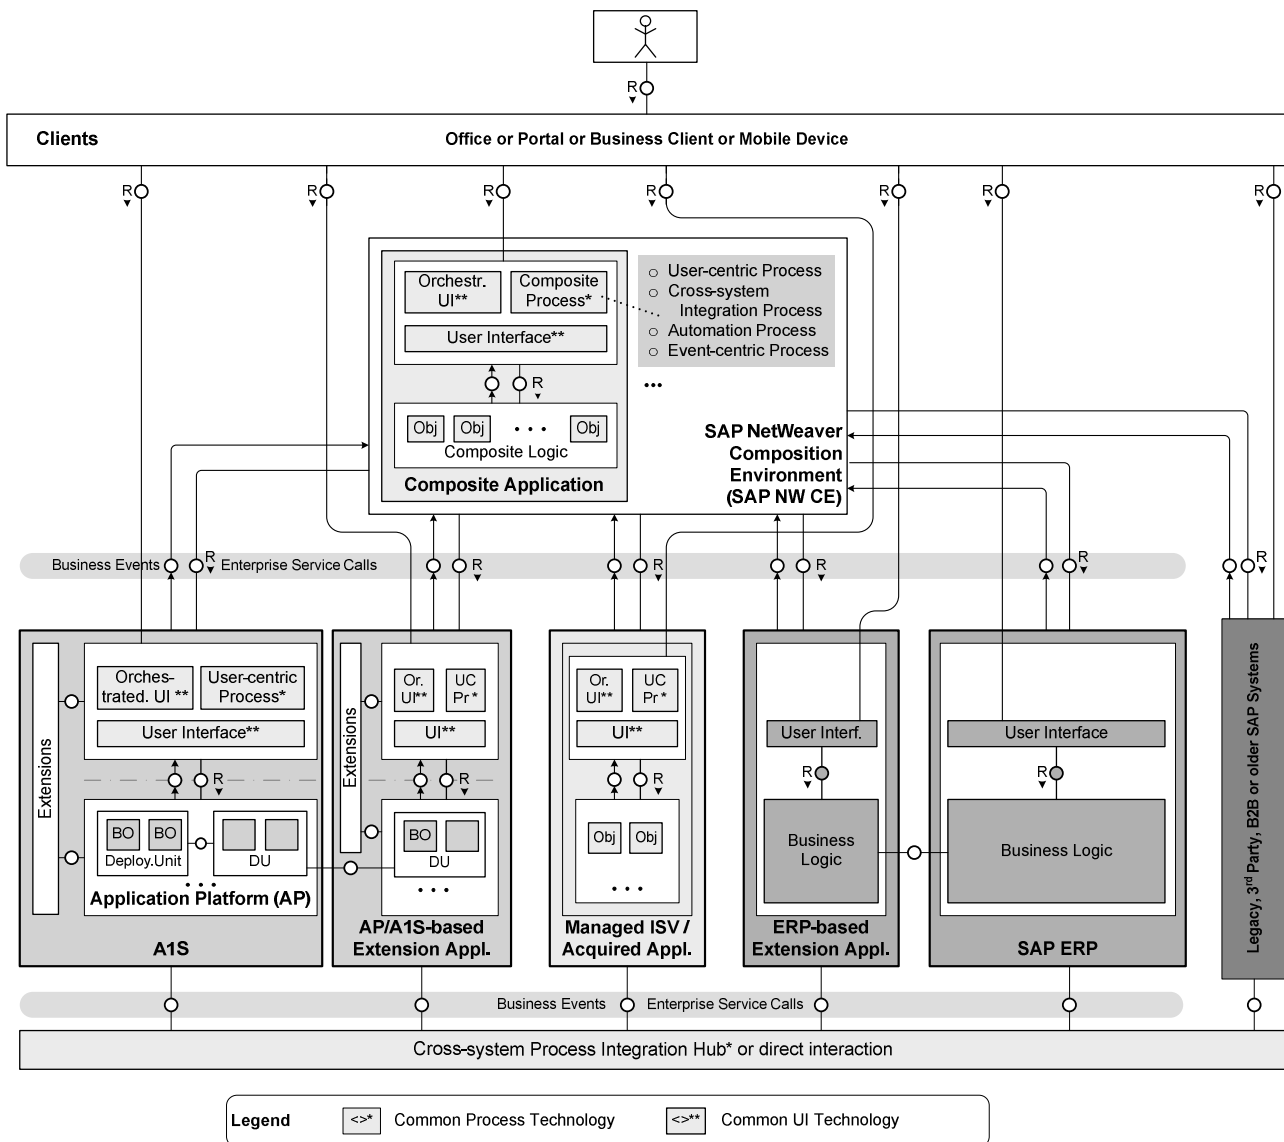 R
Clients
Office or Portal or Business Client or Mobile Device
R
R
R
R
R
R
R
Orchestr.
UI**
Composite
Process*
User Interface**
R
Obj
Obj
• • •
Obj
Composite Logic
Composite Application
○ User-centric Process
○ Cross-system
Integration Process
○ Automation Process
○ Event-centric Process
•••
SAP NetWeaver
Composition
Environment
(SAP NW CE)
Business Events
R
Enterprise Service Calls
R
R
R
R
R
Extensions
Orches-
trated. UI **
User-centric
Process*
User Interface**
R
BO
BO
Deploy.Unit
DU
• • •
Application Platform (AP)
A1S
Extensions
Or.
UI**
UC
Pr *
UI**
R
BO
DU
• • •
AP/A1S-based
Extension Appl.
Or.
UI**
UC
Pr *
UI**
R
Obj
Obj
• • •
Managed ISV /
Acquired Appl.
User Interf.
R
Business
Logic
ERP-based
Extension Appl.
User Interface
R
Business Logic
SAP ERP
Legacy, 3rd Party, B2B or older SAP Systems
Business Events
Enterprise Service Calls
Cross-system Process Integration Hub* or direct interaction
Legend
<>*
Common Process Technology
<>**
Common UI Technology